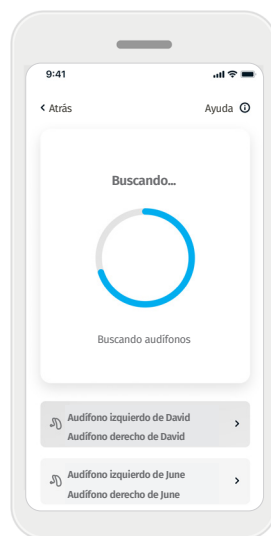 9:41
Atrás
Ayuda
Buscando...
Buscando audífonos
Audífono izquierdo de David
Audífono derecho de David
Audífono izquierdo de June
Audífono derecho de June